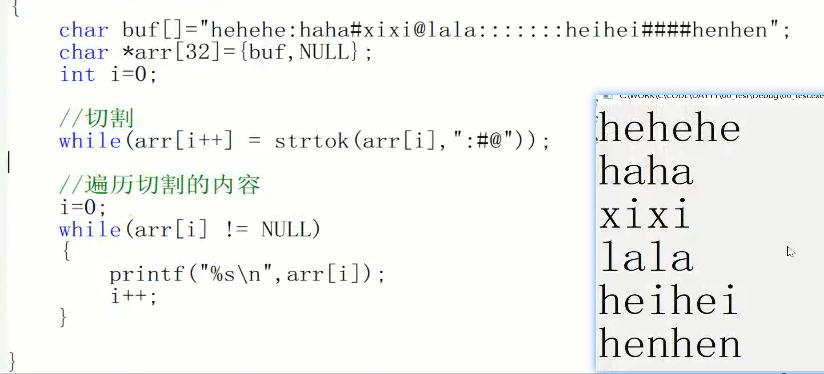 {
char buf[]="hehehe:haha#xixi@lala:::::::heihei####henhen";
char *arr[32]={buf,NULL};
int i=0;
//切割
while(arr[i++] = strtok(arr[i],":#@"));
//遍历切割的内容
i=0;
while(arr[i] != NULL)
{
printf("%s\n",arr[i]);
i++;
}
}
hehehe
haha
xixi
lala
heihei
henhen